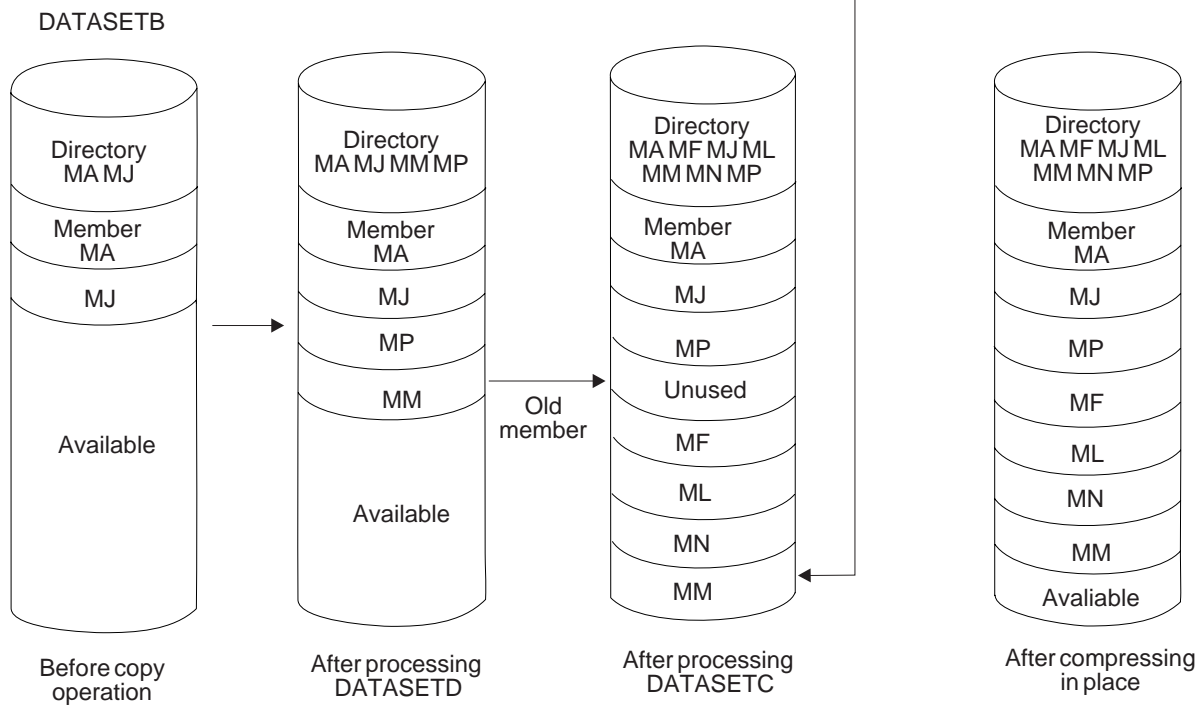 DATASETB
Directory
MA MJ
Member
MA
MJ
Available
Before copy
operation
Directory
MA MJ MM MP
Member
MA
MJ
MP
MM
Available
After processing
DATASETD
Old
member
Directory
MA MF MJ ML
MM MN MP
Member
MA
MJ
MP
Unused
MF
ML
MN
MM
After processing
DATASETC
Directory
MA MF MJ ML
MM MN MP
Member
MA
MJ
MP
MF
ML
MN
MM
Avaliable
After compressing
in place